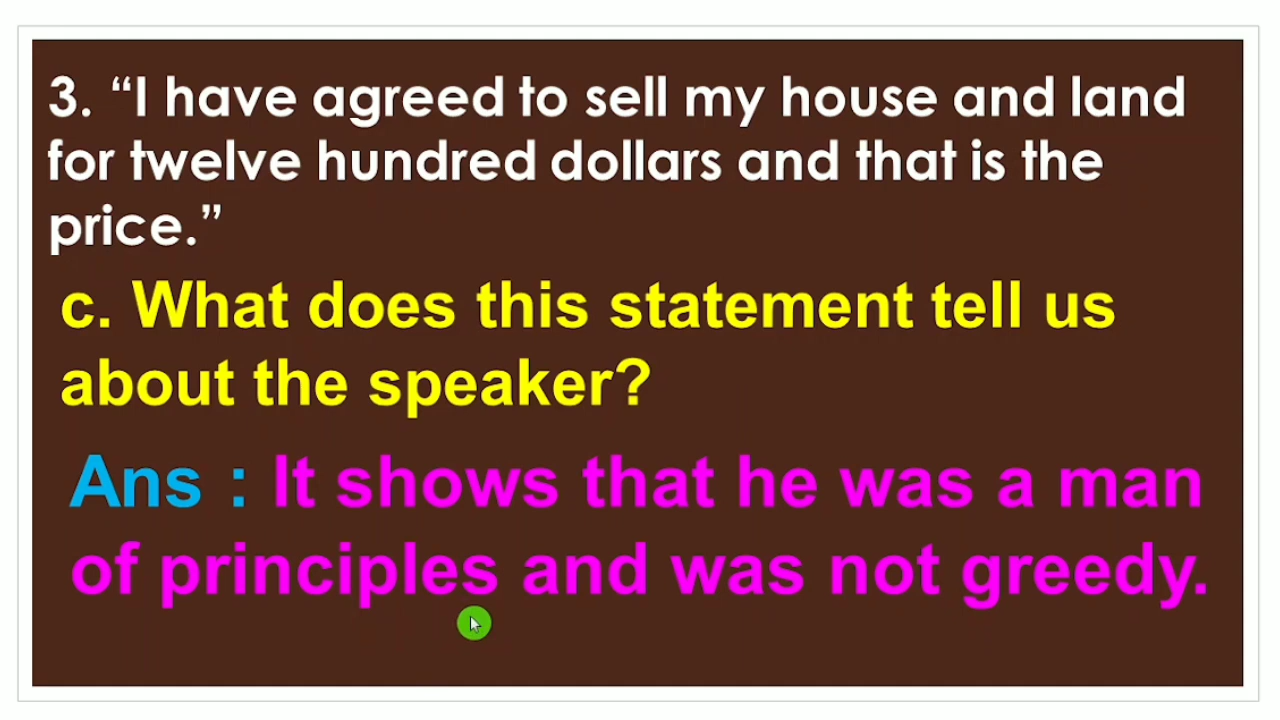 3. “I have agreed to sell my house and land
for twelve hundred dollars and that is the
price.”
c. What does this statement tell us
about the speaker?
Ans : It shows that he was a man
of principles and was not greedy.